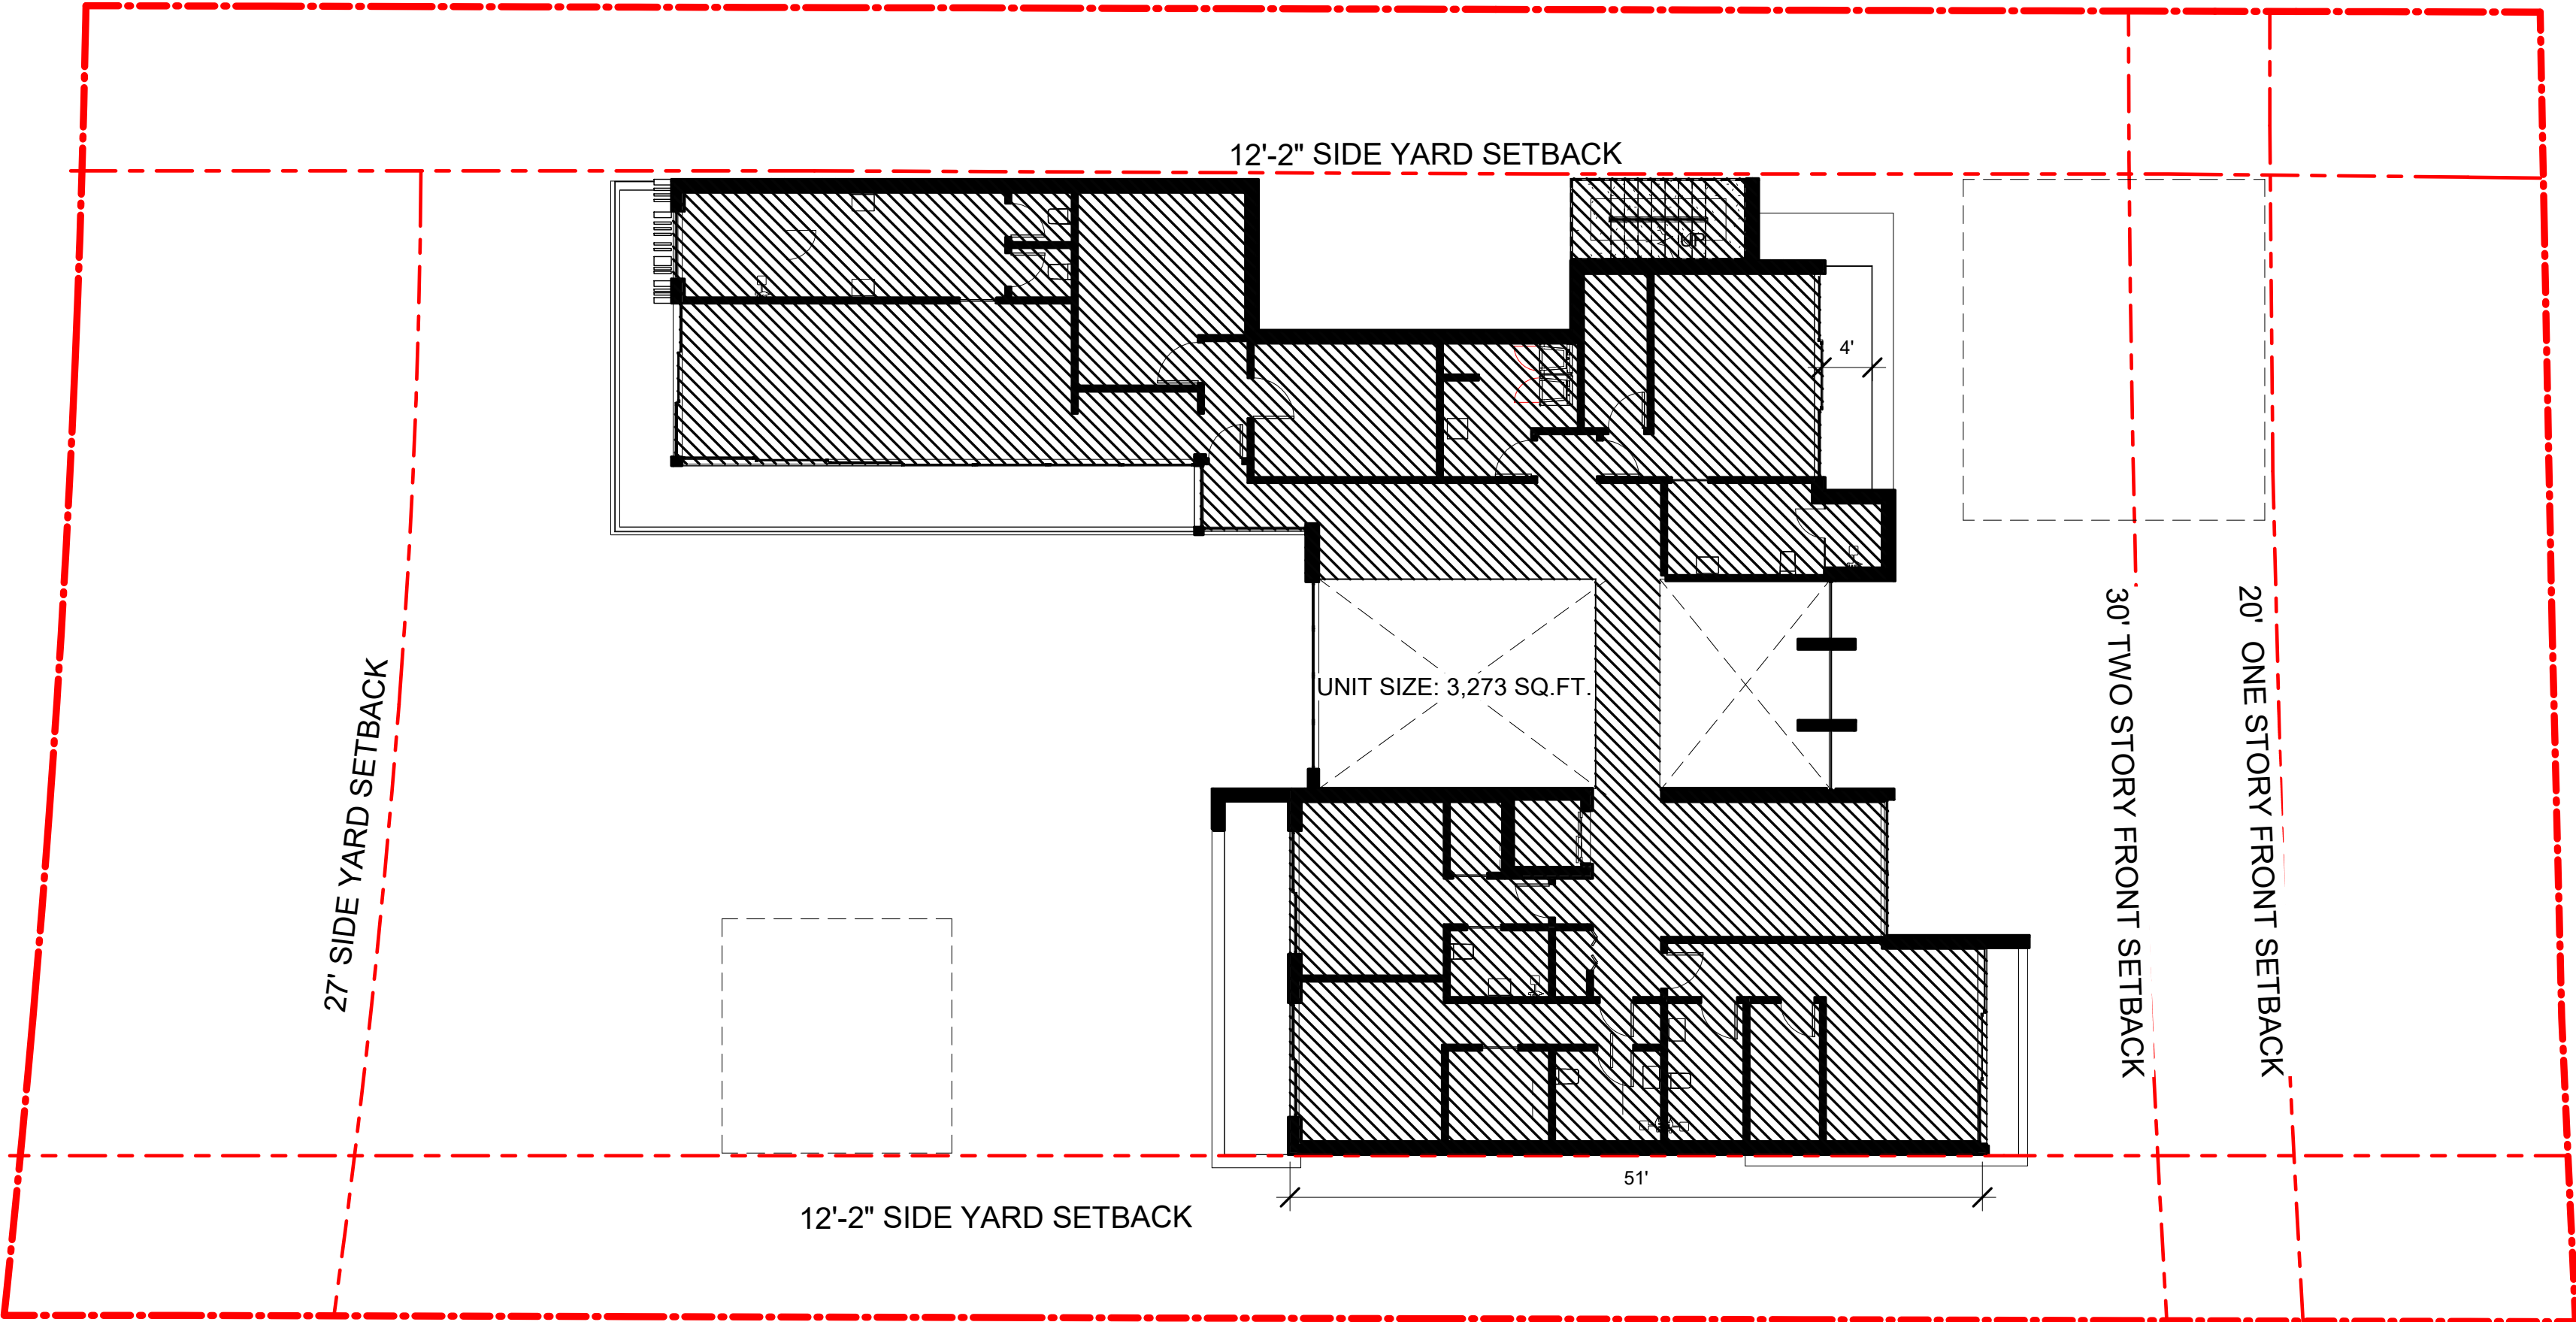 12'-2" SIDE YARD SETBACK
UP
4'
27' SIDE YARD SETBACK
UNIT SIZE: 3,273 SQ.FT.
30' TWO STORY FRONT SETBACK
20' ONE STORY FRONT SETBACK
51'
12'-2" SIDE YARD SETBACK